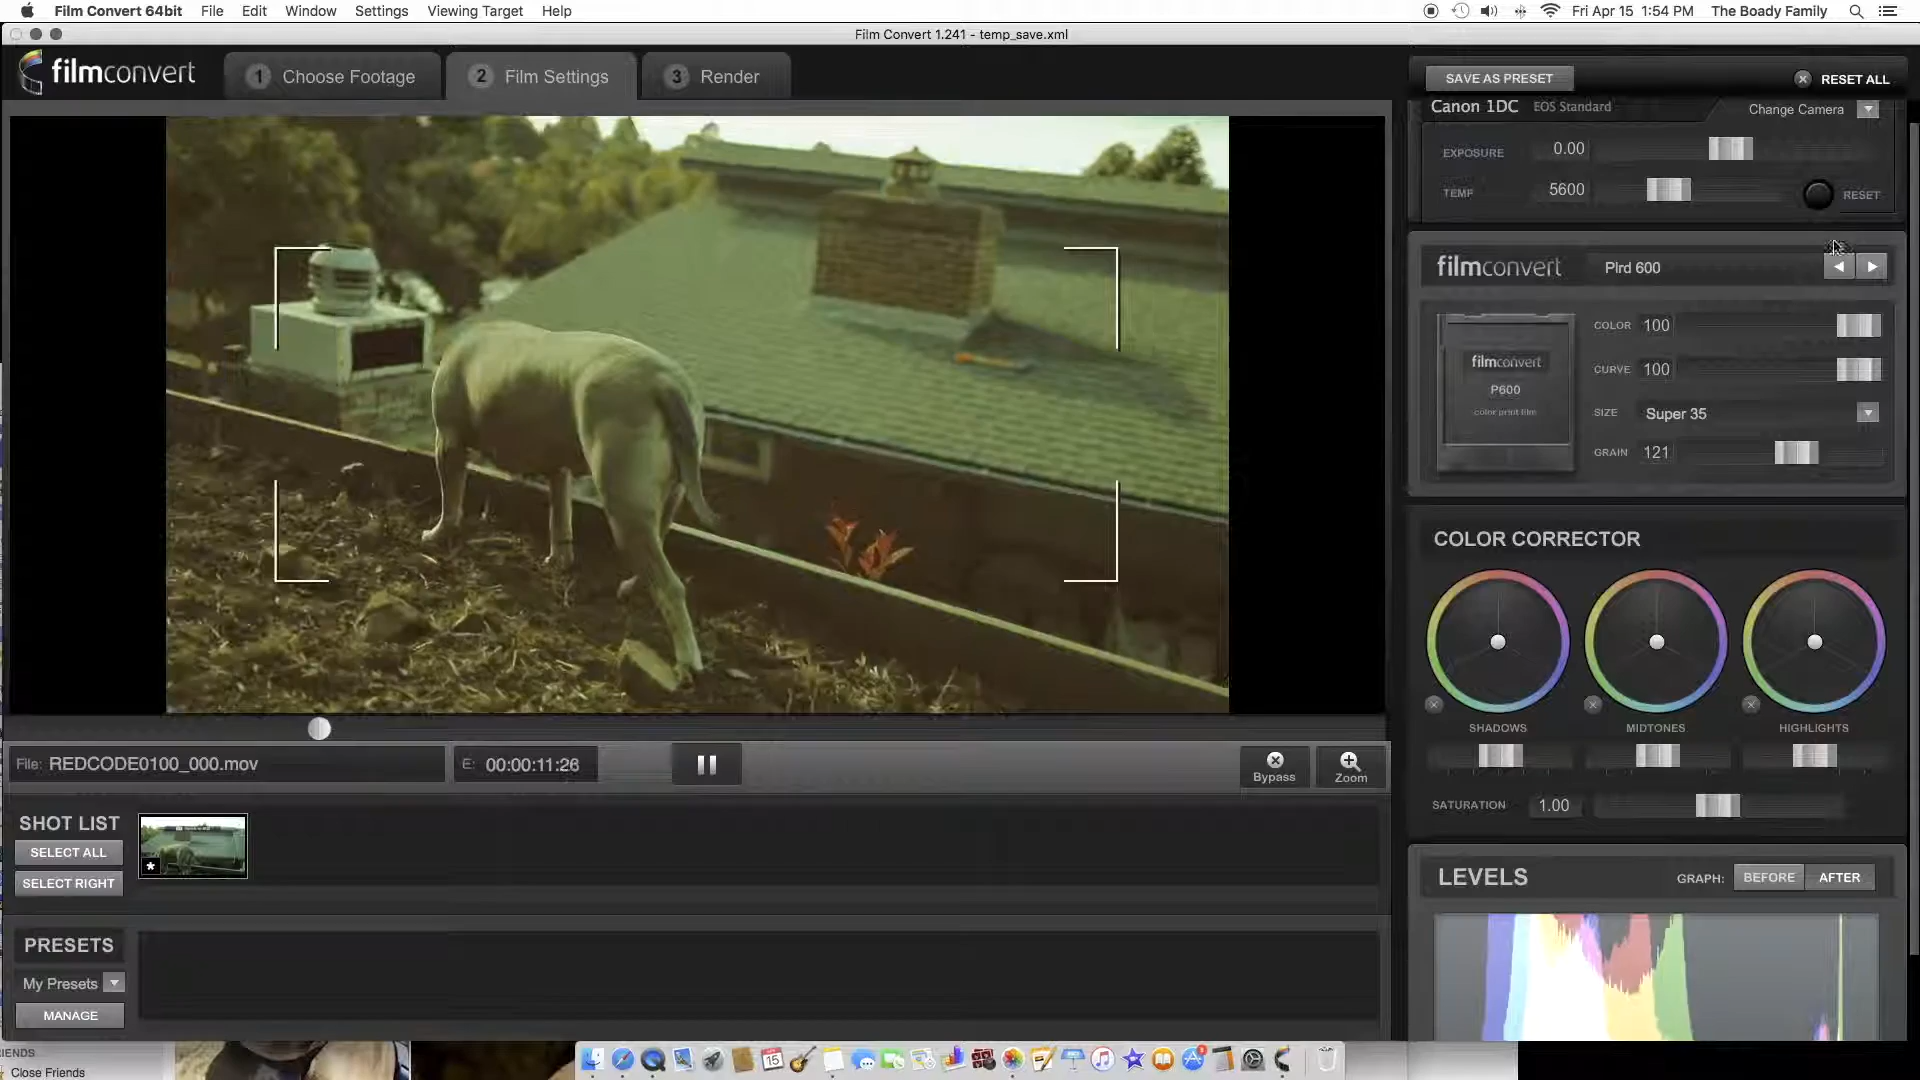 Film Convert 64bit File Edit Window Settings Viewing Target Help Fri Apr 15 1:54 PM The Boady Family
Film Convert 1.241 - temp_save.xml
filmconvert 1 Choose Footage 2 Film Settings 3 Render
SAVE AS PRESET RESET ALL
Canon 1DC EOS Standard Change Camera
EXPOSURE 0.00
TEMP 5600 RESET
filmconvert Plrd 600
COLOR 100
filmconvert
P600
color print film
CURVE 100
SIZE Super 35
GRAIN 121
COLOR CORRECTOR
SHADOWS MIDTONES HIGHLIGHTS
SATURATION 1.00
File: REDCODE0100_000.mov E: 00:00:11:26 Bypass Zoom
SHOT LIST
SELECT ALL
SELECT RIGHT
LEVELS GRAPH: BEFORE AFTER
PRESETS
My Presets
MANAGE
IENDS
Close Friends
15